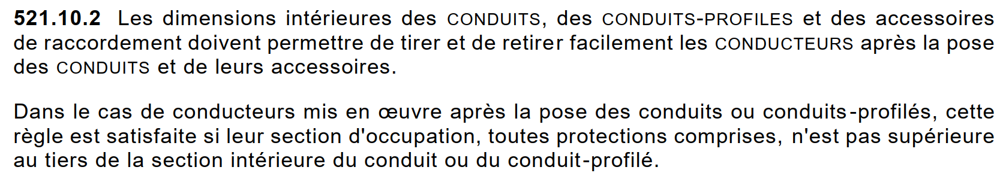 521.10.2 Les dimensions intérieures des CONDUITS, des CONDUITS-PROFILES et des accessoires
de raccordement doivent permettre de tirer et de retirer facilement les CONDUCTEURS après la pose
des CONDUITS et de leurs accessoires.
Dans le cas de conducteurs mis en œuvre après la pose des conduits ou conduits-profilés, cette
règle est satisfaite si leur section d'occupation, toutes protections comprises, n'est pas supérieure
au tiers de la section intérieure du conduit ou du conduit-profilé.